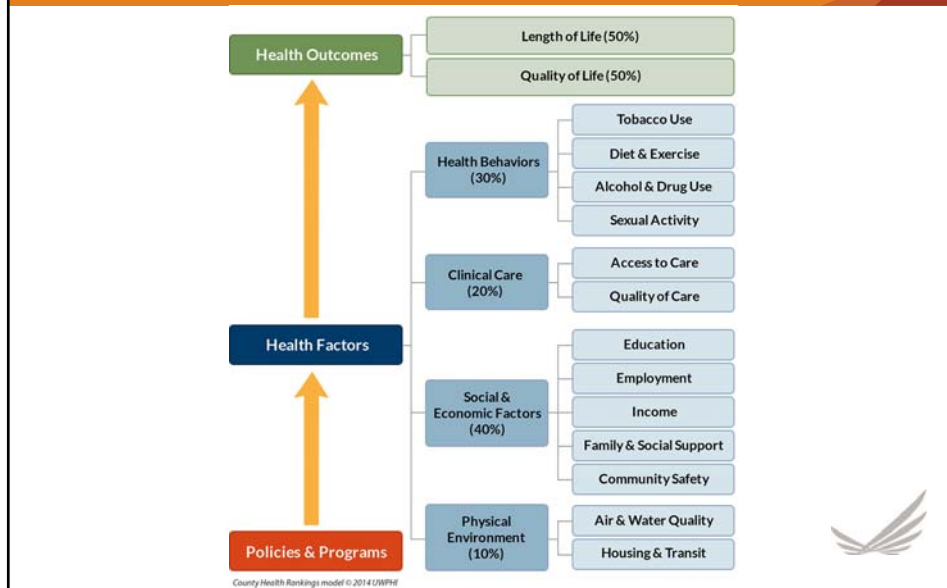 Health Outcomes
Length of Life (50%)
Quality of Life (50%)
Health Factors
Health Behaviors
(30%)
Tobacco Use
Diet & Exercise
Alcohol & Drug Use
Sexual Activity
Clinical Care
(20%)
Access to Care
Quality of Care
Social &
Economic Factors
(40%)
Education
Employment
Income
Family & Social Support
Community Safety
Physical
Environment
(10%)
Air & Water Quality
Housing & Transit
Policies & Programs
County Health Rankings model © 2014 UWPHI